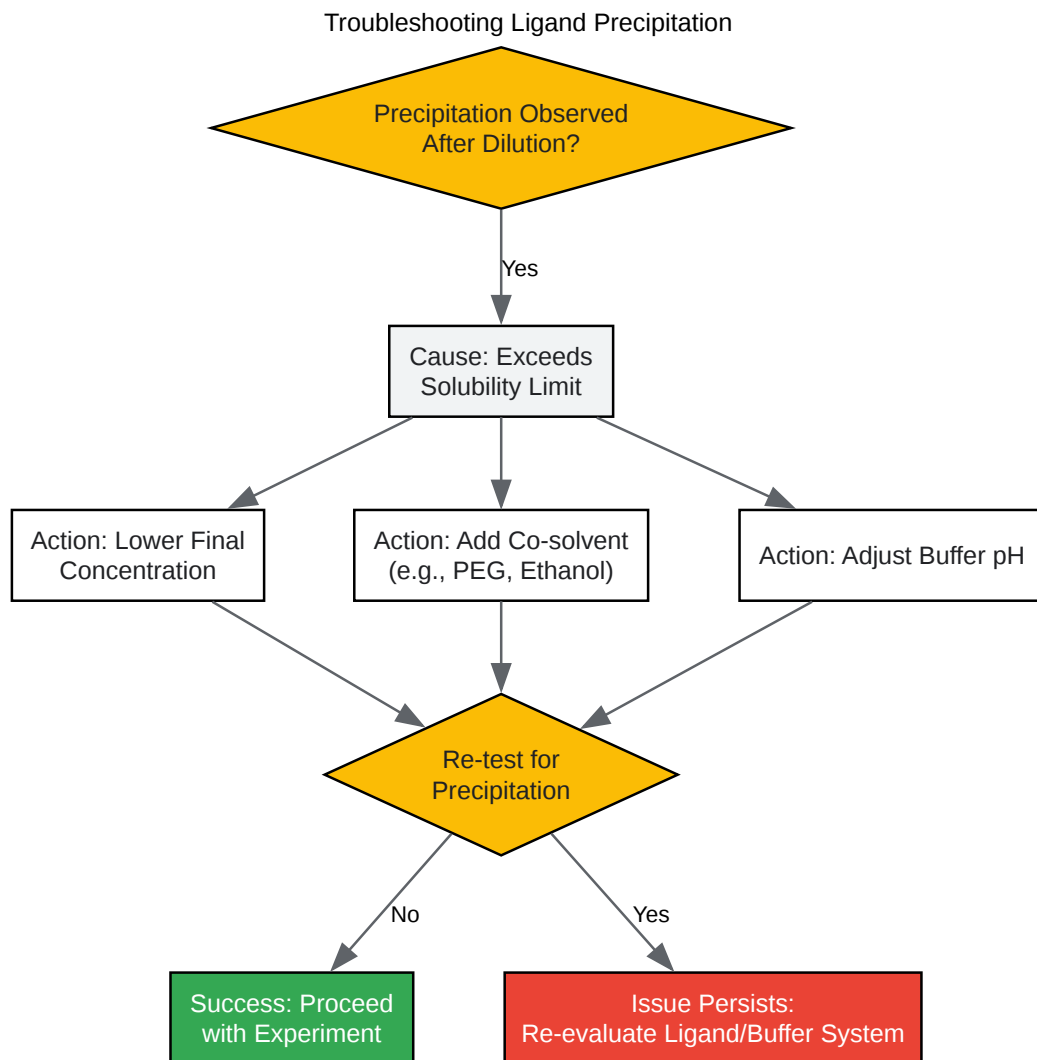 Troubleshooting Ligand Precipitation
Precipitation Observed
After Dilution?
Yes
Cause: Exceeds
Solubility Limit
Action: Lower Final
Concentration
Action: Add Co-solvent
(e.g., PEG, Ethanol)
Action: Adjust Buffer pH
Re-test for
Precipitation
No
Yes
Success: Proceed
with Experiment
Issue Persists:
Re-evaluate Ligand/Buffer System